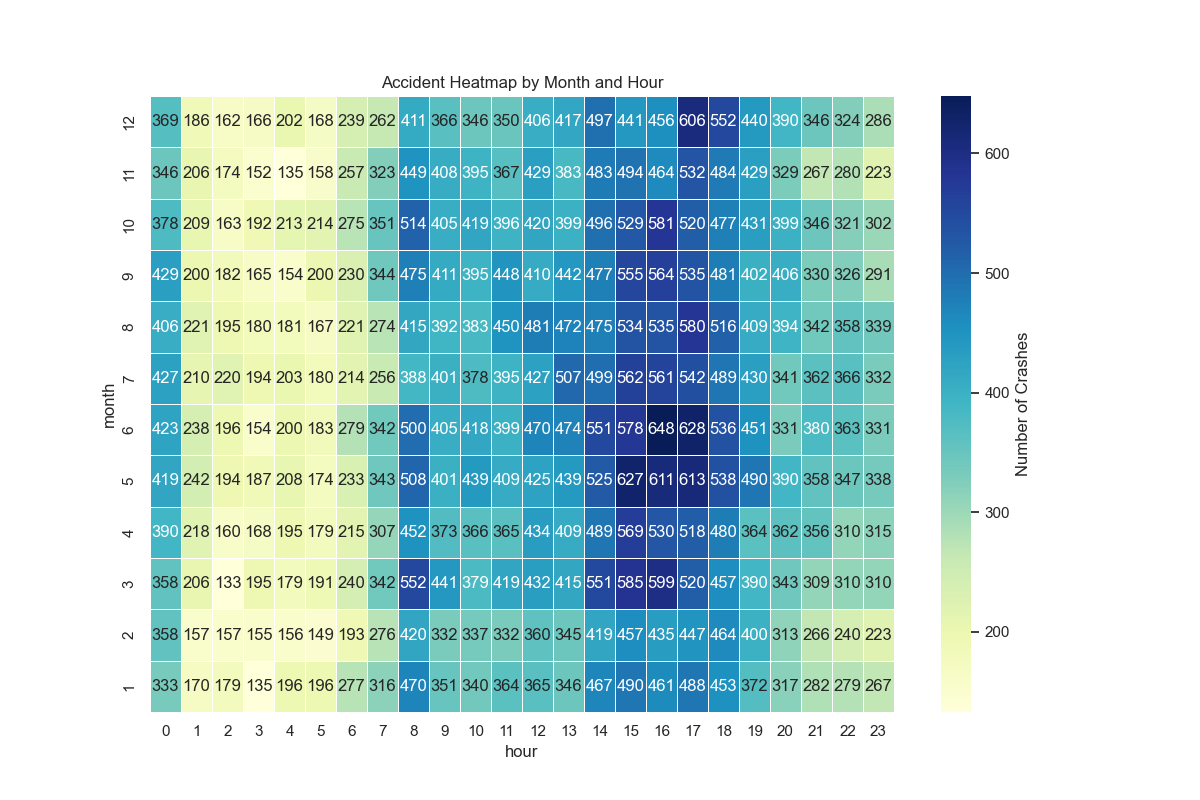 Accident Heatmap by Month and Hour
12 369 186 162 166 202 168 239 262 411 366 346 350 406 417 497 441 456 606 552 440 390 346 324 286
11 346 206 174 152 135 158 257 323 449 408 395 367 429 383 483 494 464 532 484 429 329 267 280 223
10 378 209 163 192 213 214 275 351 514 405 419 396 420 399 496 529 581 520 477 431 399 346 321 302
9 429 200 182 165 154 200 230 344 475 411 395 448 410 442 477 555 564 535 481 402 406 330 326 291
8 406 221 195 180 181 167 221 274 415 392 383 450 481 472 475 534 535 580 516 409 394 342 358 339
7 427 210 220 194 203 180 214 256 388 401 378 395 427 507 499 562 561 542 489 430 341 362 366 332
6 423 238 196 154 200 183 279 342 500 405 418 399 470 474 551 578 648 628 536 451 331 380 363 331
5 419 242 194 187 208 174 233 343 508 401 439 409 425 439 525 627 611 613 538 490 390 358 347 338
4 390 218 160 168 195 179 215 307 452 373 366 365 434 409 489 569 530 518 480 364 362 356 310 315
3 358 206 133 195 179 191 240 342 552 441 379 419 432 415 551 585 599 520 457 390 343 309 310 310
2 358 157 157 155 156 149 193 276 420 332 337 332 360 345 419 457 435 447 464 400 313 266 240 223
1 333 170 179 135 196 196 277 316 470 351 340 364 365 346 467 490 461 488 453 372 317 282 279 267
0 1 2 3 4 5 6 7 8 9 10 11 12 13 14 15 16 17 18 19 20 21 22 23
hour
month
600
500
400
300
200
Number of Crashes